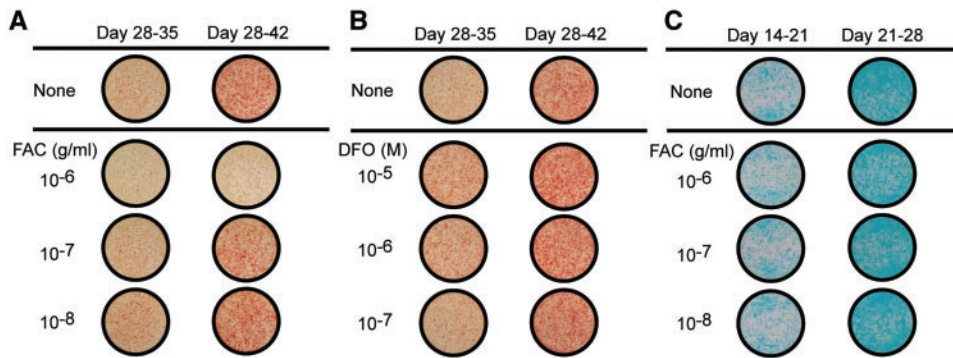 A
Day 28-35 Day 28-42
None
FAC (g/ml)
10-6
10-7
10-8
B
Day 28-35 Day 28-42
None
DFO (M)
10-5
10-6
10-7
C
Day 14-21 Day 21-28
None
FAC (g/ml)
10-6
10-7
10-8